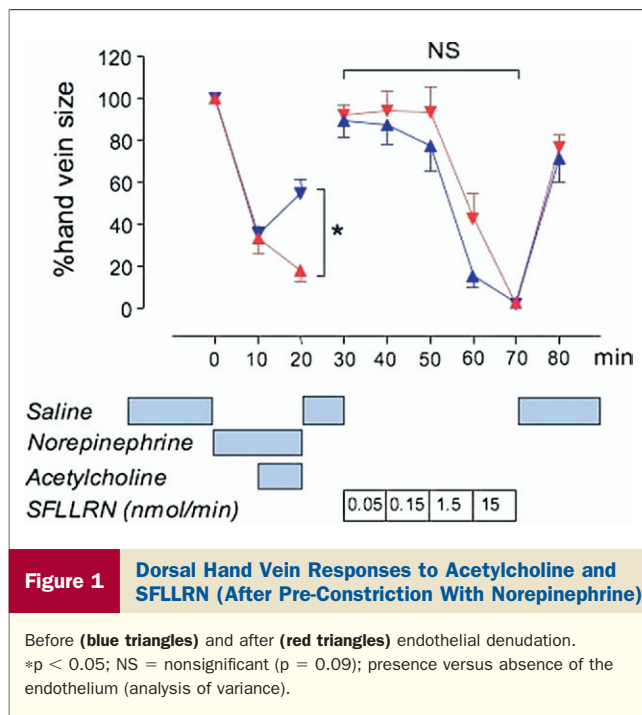 NS
120
100
80
60
40
20
0
%hand vein size
*
0 10 20 30 40 50 60 70 80 min
Saline
Norepinephrine
Acetylcholine
SFLLRN (nmol/min) 0.05 0.15 1.5 15
Figure 1 Dorsal Hand Vein Responses to Acetylcholine and
SFLLRN (After Pre-Constriction With Norepinephrine)
Before (blue triangles) and after (red triangles) endothelial denudation.
*p < 0.05; NS = nonsignificant (p = 0.09); presence versus absence of the
endothelium (analysis of variance).